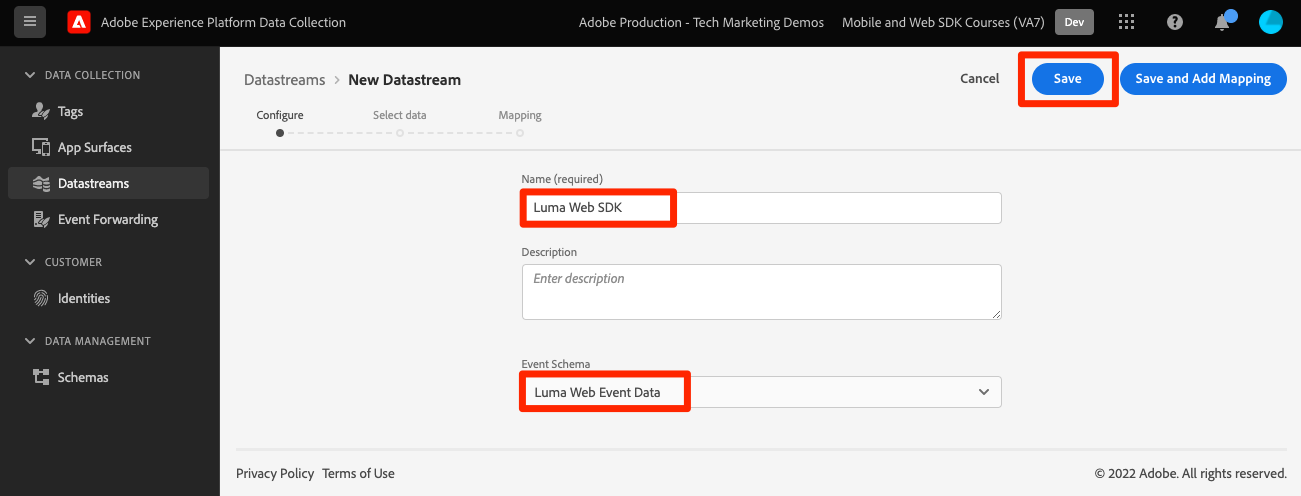 Adobe Experience Platform Data Collection
Adobe Production - Tech Marketing Demos
Mobile and Web SDK Courses (VA7)
Dev
DATA COLLECTION
Tags
App Surfaces
Datastreams
Event Forwarding
CUSTOMER
Identities
DATA MANAGEMENT
Schemas
Datastreams > New Datastream
Cancel
Save
Save and Add Mapping
Configure
Select data
Mapping
Name (required)
Luma Web SDK
Description
Enter description
Event Schema
Luma Web Event Data
Privacy Policy
Terms of Use
© 2022 Adobe. All rights reserved.